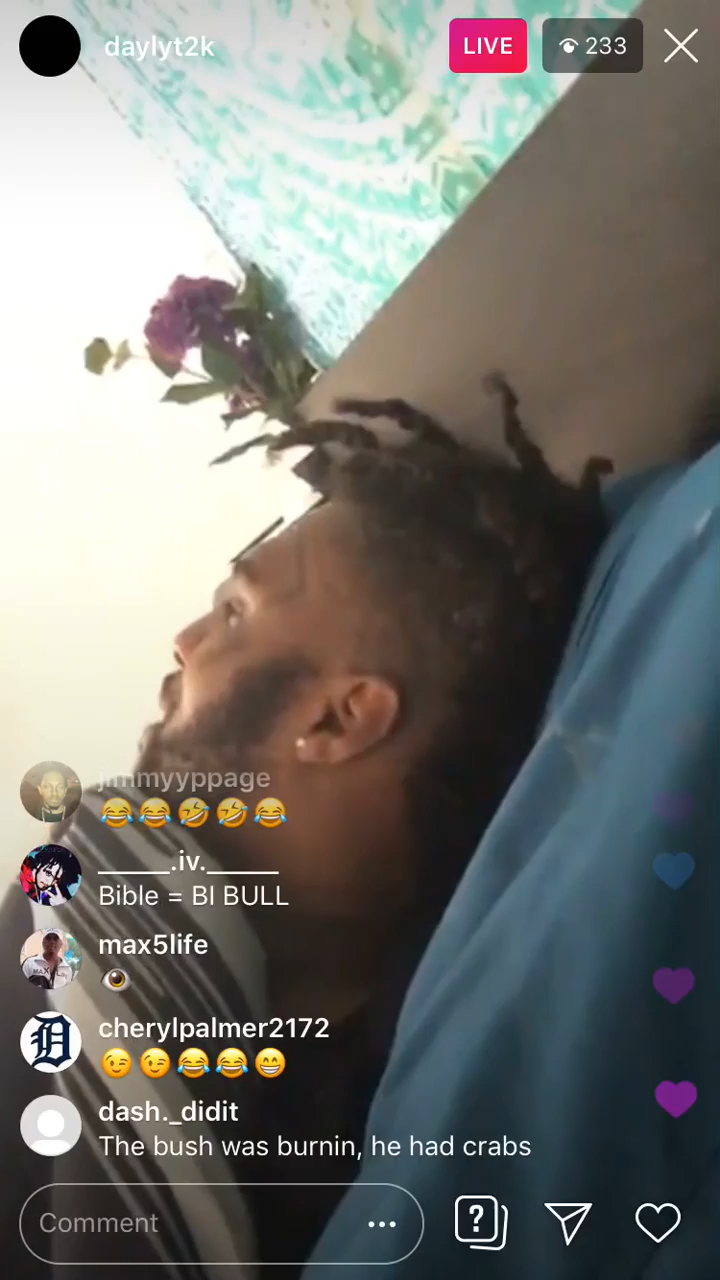 daylyt2k
LIVE
233
jimmyyppage
😂😂🤣🤣😂
_____.iv._____
Bible = BI BULL
max5life
👁
cherylpalmer2172
😉😉😂😂😁
dash._didit
The bush was burnin, he had crabs
Comment